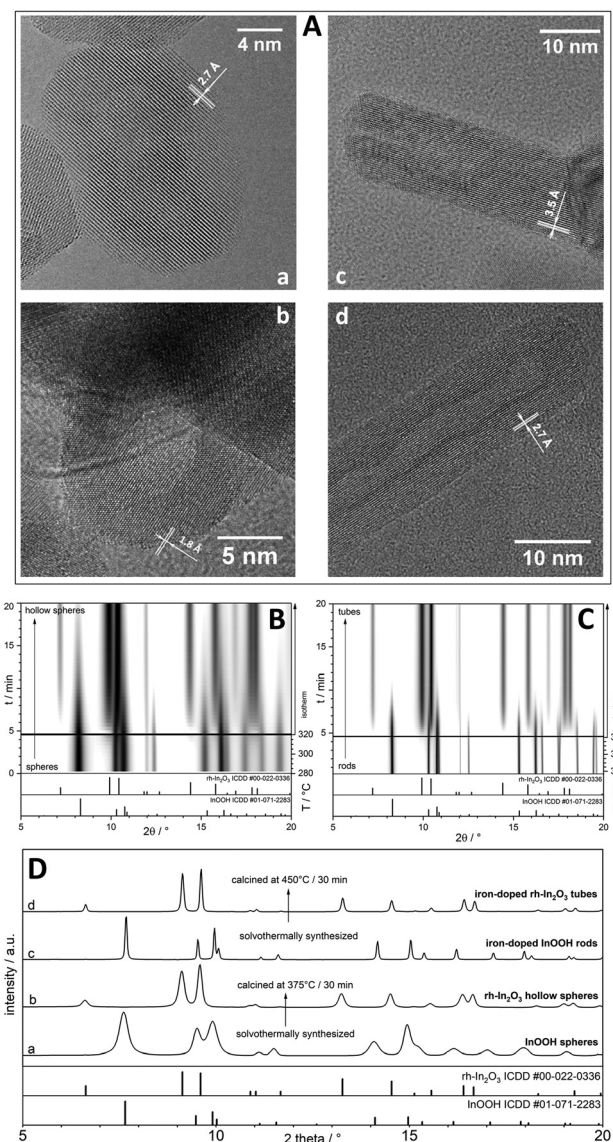 4 nm
A
10 nm
2.7 Å
3.5 Å
a
c
b
d
1.8 Å
2.7 Å
5 nm
10 nm
20
hollow spheres
B
15
t / min
10
isotherm
5
320
300
spheres
0
280
rh-In₂O₃ ICDD #00-022-0336
InOOH ICDD #01-071-2283
T / °C
5
10
15
20
2θ / °
20
tubes
C
15
t / min
10
5
rods
rh-In₂O₃ ICDD #00-022-0336
InOOH ICDD #01-071-2283
5
10
15
20
2θ / °
D
intensity / a.u.
calcined at 450°C / 30 min
d
iron-doped rh-In₂O₃ tubes
solvothermally synthesized
c
iron-doped InOOH rods
calcined at 375°C / 30 min
b
rh-In₂O₃ hollow spheres
solvothermally synthesized
a
InOOH spheres
rh-In₂O₃ ICDD #00-022-0336
InOOH ICDD #01-071-2283
5
10
15
20
2 theta / °